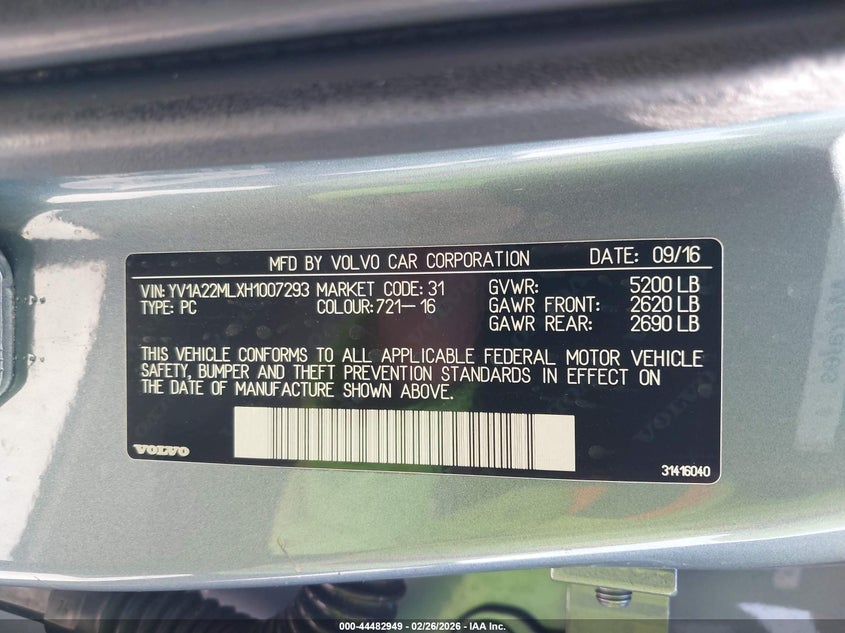 MFD BY VOLVO CAR CORPORATION DATE: 09/16
VIN: YV1A22MLXH1007293 MARKET CODE: 31 GVWR: 5200 LB
TYPE: PC COLOUR: 721-16 GAWR FRONT: 2620 LB
GAWR REAR: 2690 LB
THIS VEHICLE CONFORMS TO ALL APPLICABLE FEDERAL MOTOR VEHICLE
SAFETY, BUMPER AND THEFT PREVENTION STANDARDS IN EFFECT ON
THE DATE OF MANUFACTURE SHOWN ABOVE.
VOLVO
31416040
000-44482949 - 02/26/2026 - IAA Inc.